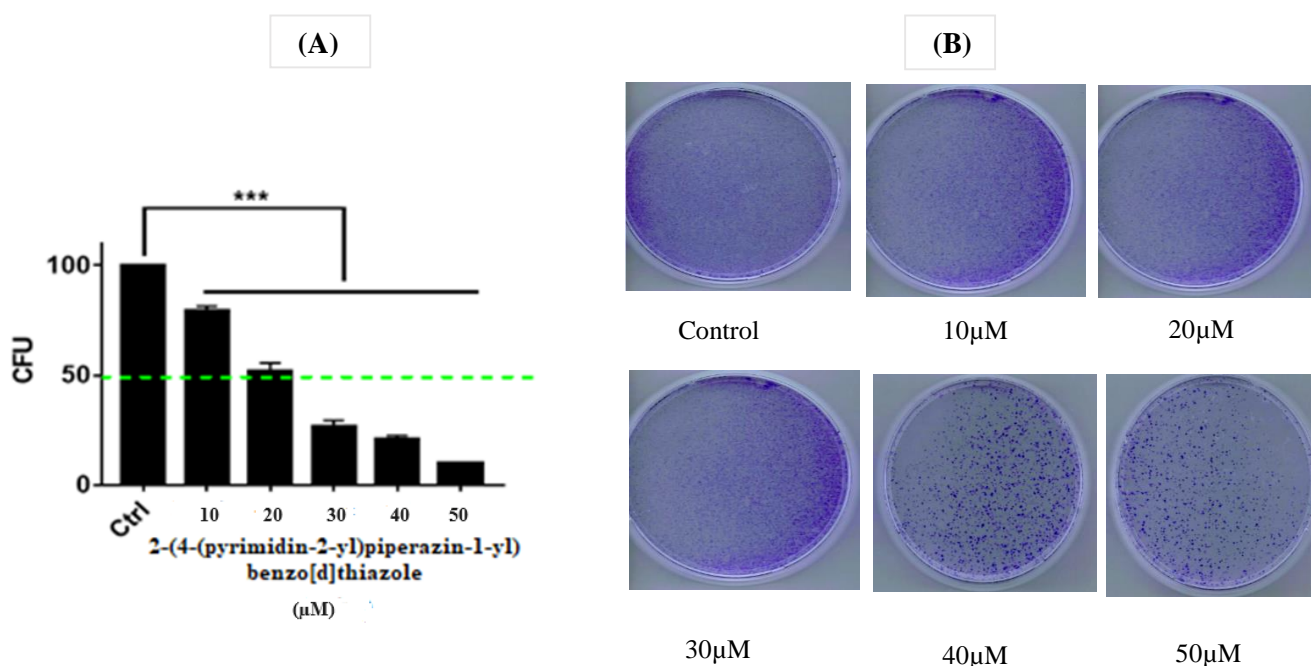 (A)
(B)
***
100
50
0
CFU
Ctrl
10 20 30 40 50
2-(4-(pyrimidin-2-yl)piperazin-1-yl)
benzo[d]thiazole
(μM)
Control 10μM 20μM
30μM 40μM 50μM